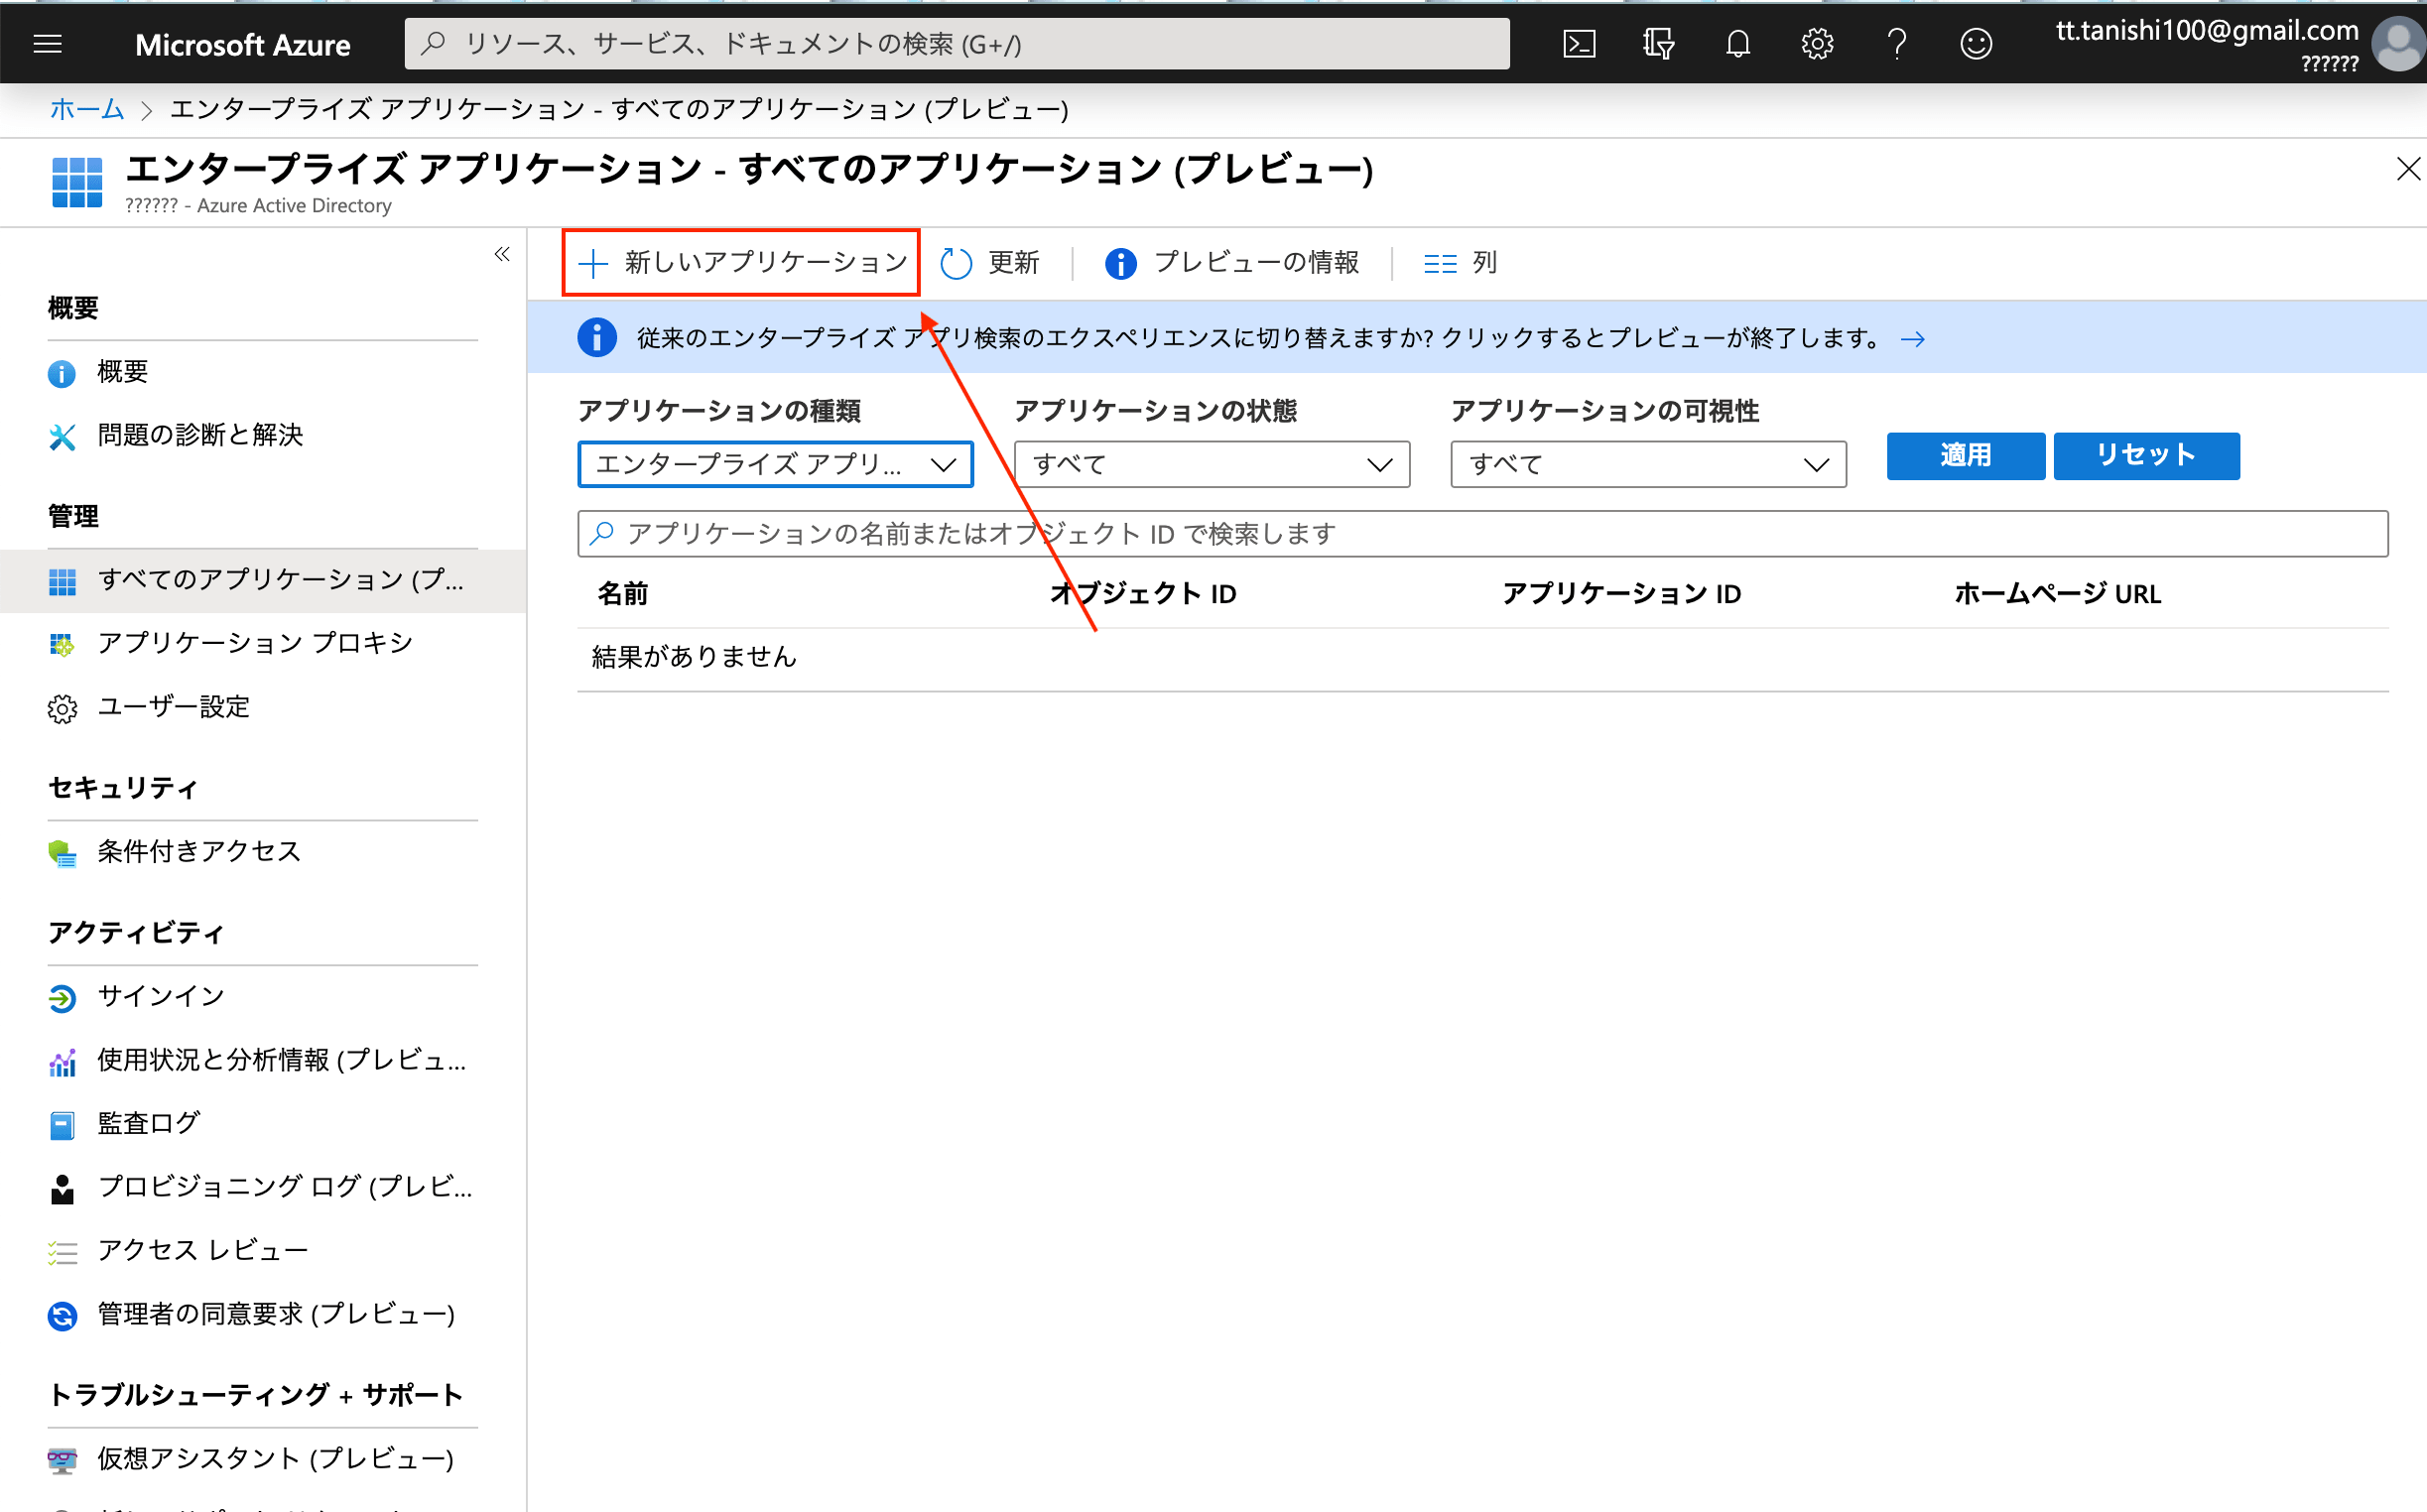 Microsoft Azure
リソース、サービス、ドキュメントの検索 (G+/)
tt.tanishi100@gmail.com
??????
ホーム > エンタープライズ アプリケーション - すべてのアプリケーション (プレビュー)
エンタープライズ アプリケーション - すべてのアプリケーション (プレビュー)
?????? - Azure Active Directory
概要
概要
問題の診断と解決
管理
すべてのアプリケーション (プ...
アプリケーション プロキシ
ユーザー設定
セキュリティ
条件付きアクセス
アクティビティ
サインイン
使用状況と分析情報 (プレビュ...
監査ログ
プロビジョニング ログ (プレビ...
アクセス レビュー
管理者の同意要求 (プレビュー)
トラブルシューティング + サポート
仮想アシスタント (プレビュー)
新しいアプリケーション 更新 プレビューの情報 列
従来のエンタープライズ アプリ検索のエクスペリエンスに切り替えますか? クリックするとプレビューが終了します。 →
アプリケーションの種類 アプリケーションの状態 アプリケーションの可視性
エンタープライズ アプリ... すべて すべて 適用 リセット
アプリケーションの名前またはオブジェクト ID で検索します
名前 オブジェクト ID アプリケーション ID ホームページ URL
結果がありません